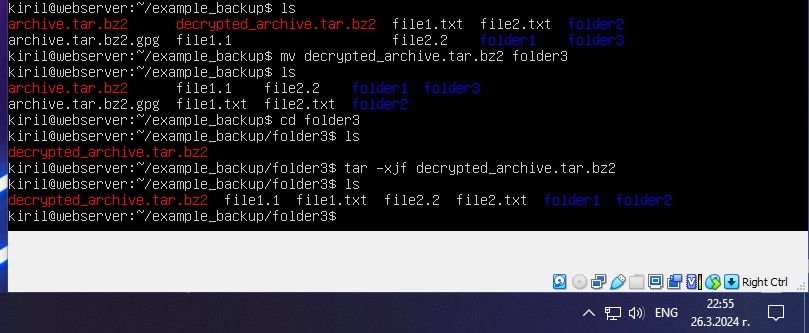 kiril@webserver:~/example_backup$ ls
archive.tar.bz2      decrypted_archive.tar.bz2  file1.txt  file2.txt  folder2
archive.tar.bz2.gpg  file1.1                    file2.2    folder1    folder3
kiril@webserver:~/example_backup$ mv decrypted_archive.tar.bz2 folder3
kiril@webserver:~/example_backup$ ls
archive.tar.bz2      file1.1    file2.2    folder1  folder3
archive.tar.bz2.gpg  file1.txt  file2.txt  folder2
kiril@webserver:~/example_backup$ cd folder3
kiril@webserver:~/example_backup/folder3$ ls
decrypted_archive.tar.bz2
kiril@webserver:~/example_backup/folder3$ tar -xjf decrypted_archive.tar.bz2
kiril@webserver:~/example_backup/folder3$ ls
decrypted_archive.tar.bz2  file1.1  file1.txt  file2.2  file2.txt  folder1  folder2
kiril@webserver:~/example_backup/folder3$
Right Ctrl
ENG
22:55
26.3.2024 г.